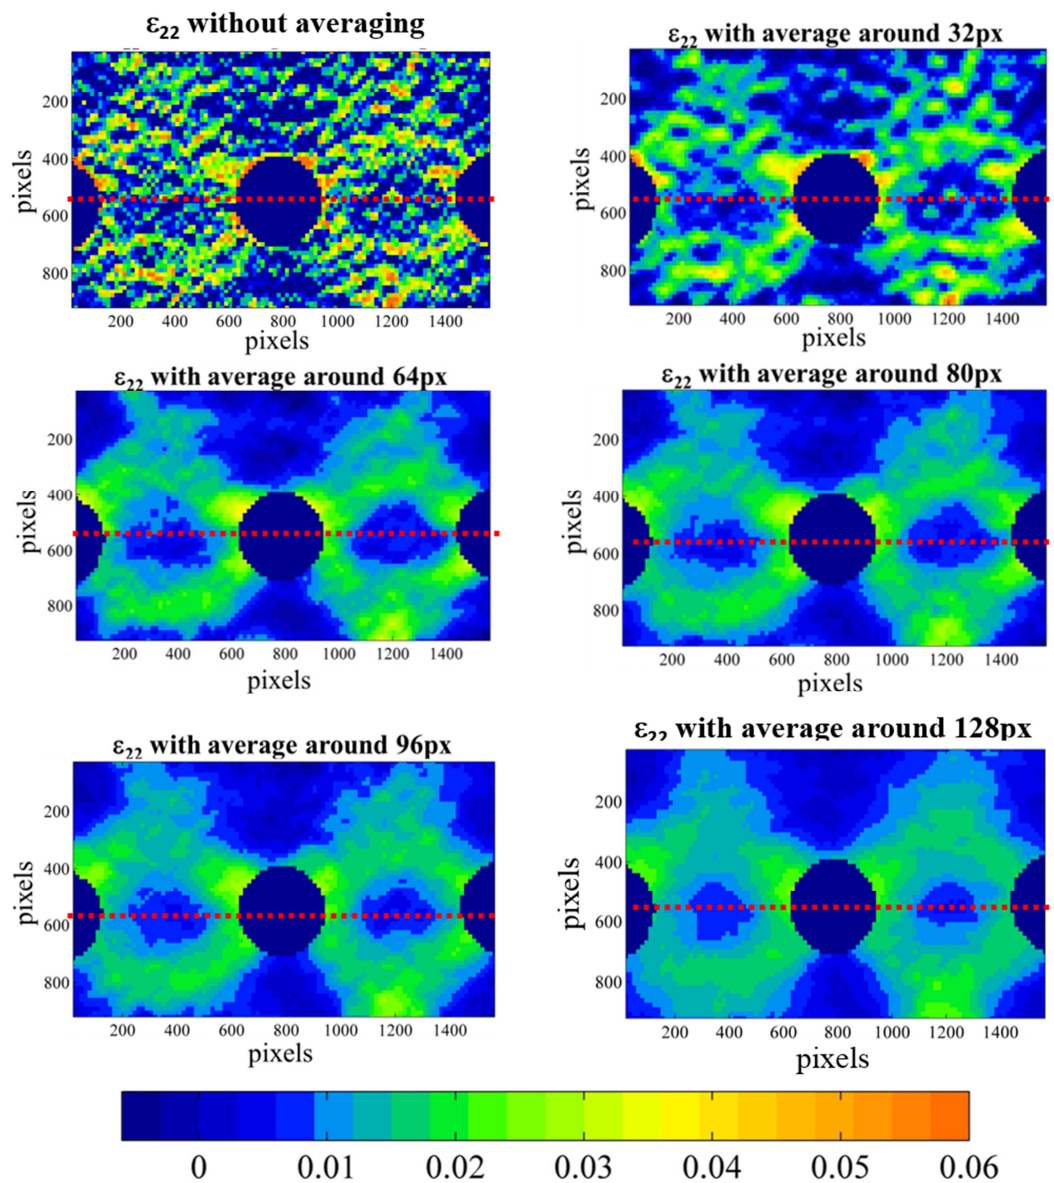 ε22 without averaging
200
400
600
800
pixels
200 400 600 800 1000 1200 1400
pixels
ε22 with average around 32px
200
400
600
800
pixels
200 400 600 800 1000 1200 1400
pixels
ε22 with average around 64px
200
400
600
800
pixels
200 400 600 800 1000 1200 1400
pixels
ε22 with average around 80px
200
400
600
800
pixels
200 400 600 800 1000 1200 1400
pixels
ε22 with average around 96px
200
400
600
800
pixels
200 400 600 800 1000 1200 1400
pixels
ε22 with average around 128px
200
400
600
800
pixels
200 400 600 800 1000 1200 1400
pixels
0 0.01 0.02 0.03 0.04 0.05 0.06